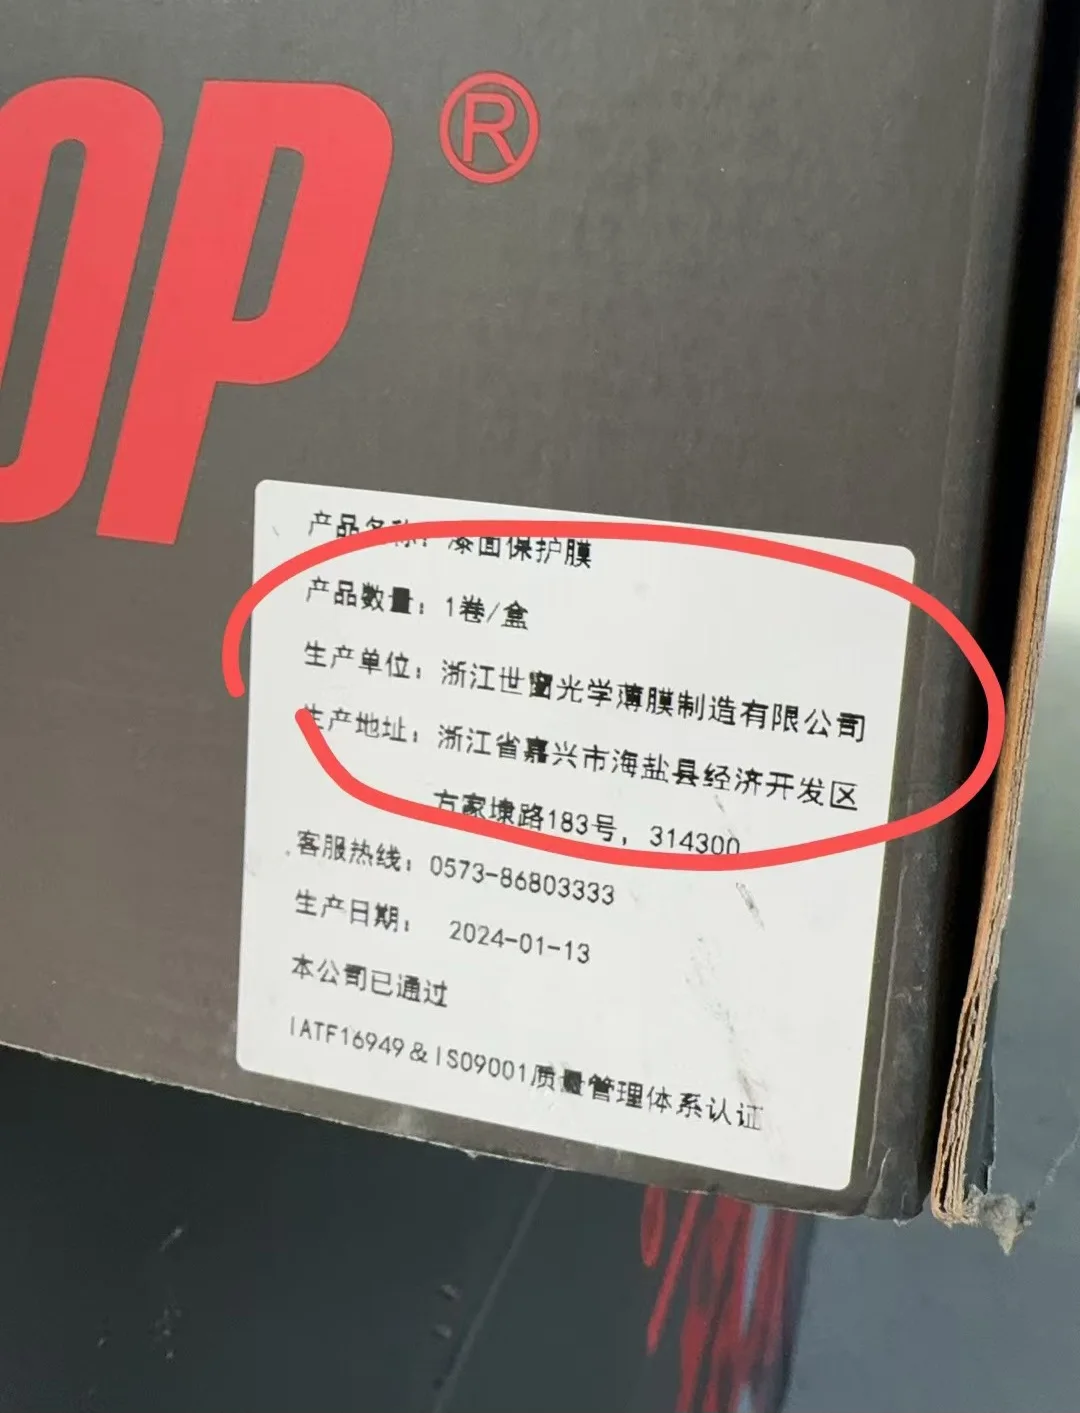 OP®
产品名称：漆面保护膜
产品数量：1卷/盒
生产单位：浙江世窗光学薄膜制造有限公司
生产地址：浙江省嘉兴市海盐县经济开发区
方家埭路183号，314300
客服热线：0573-86803333
生产日期： 2024-01-13
本公司已通过
IATF16949&ISO9001质量管理体系认证